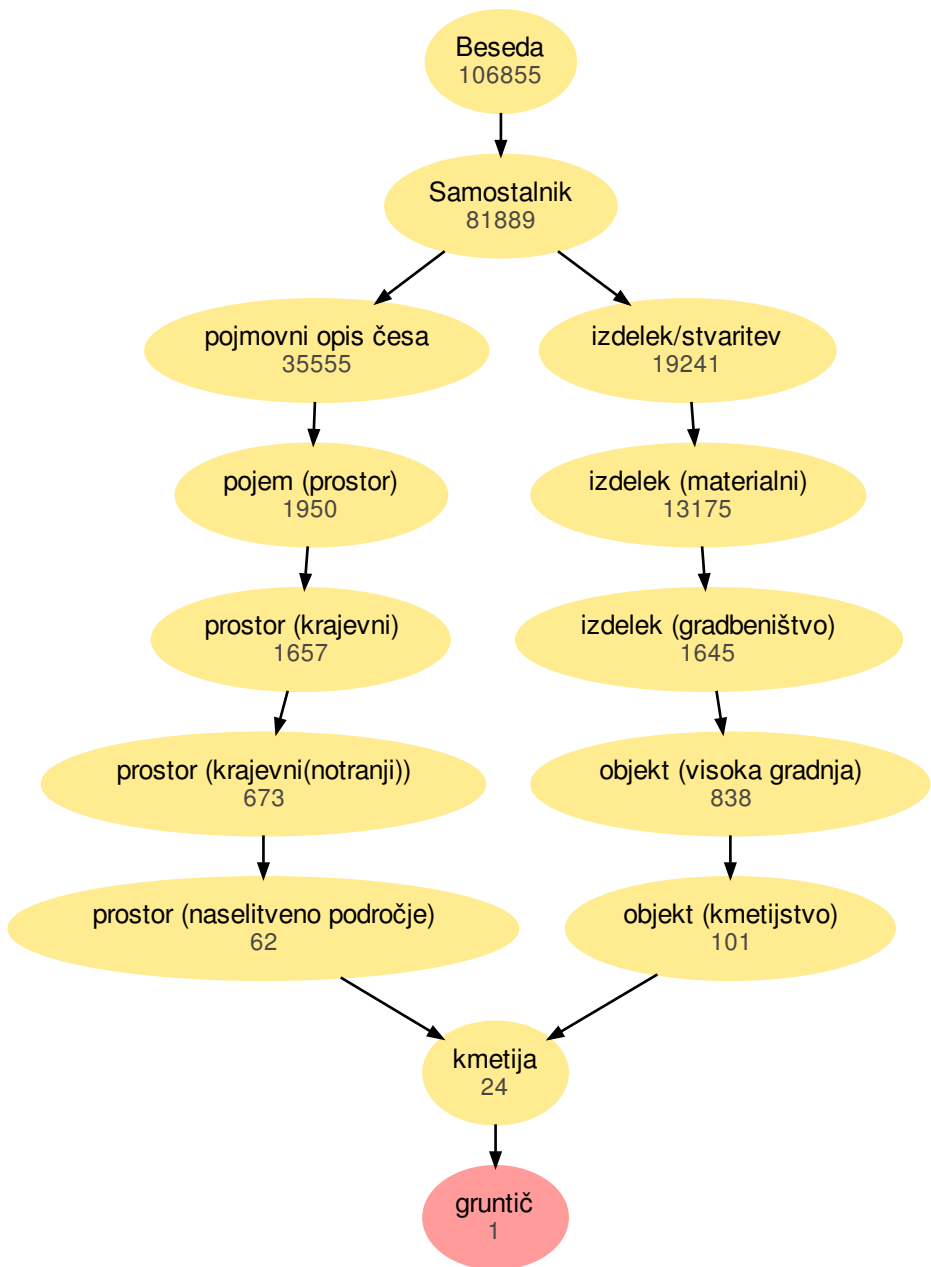 Beseda
106855
Samostalnik
81889
pojmovni opis česa
35555
izdelek/stvaritev
19241
pojem (prostor)
1950
izdelek (materialni)
13175
prostor (krajevni)
1657
izdelek (gradbeništvo)
1645
prostor (krajevni(notranji))
673
objekt (visoka gradnja)
838
prostor (naselitveno področje)
62
objekt (kmetijstvo)
101
kmetija
24
gruntič
1